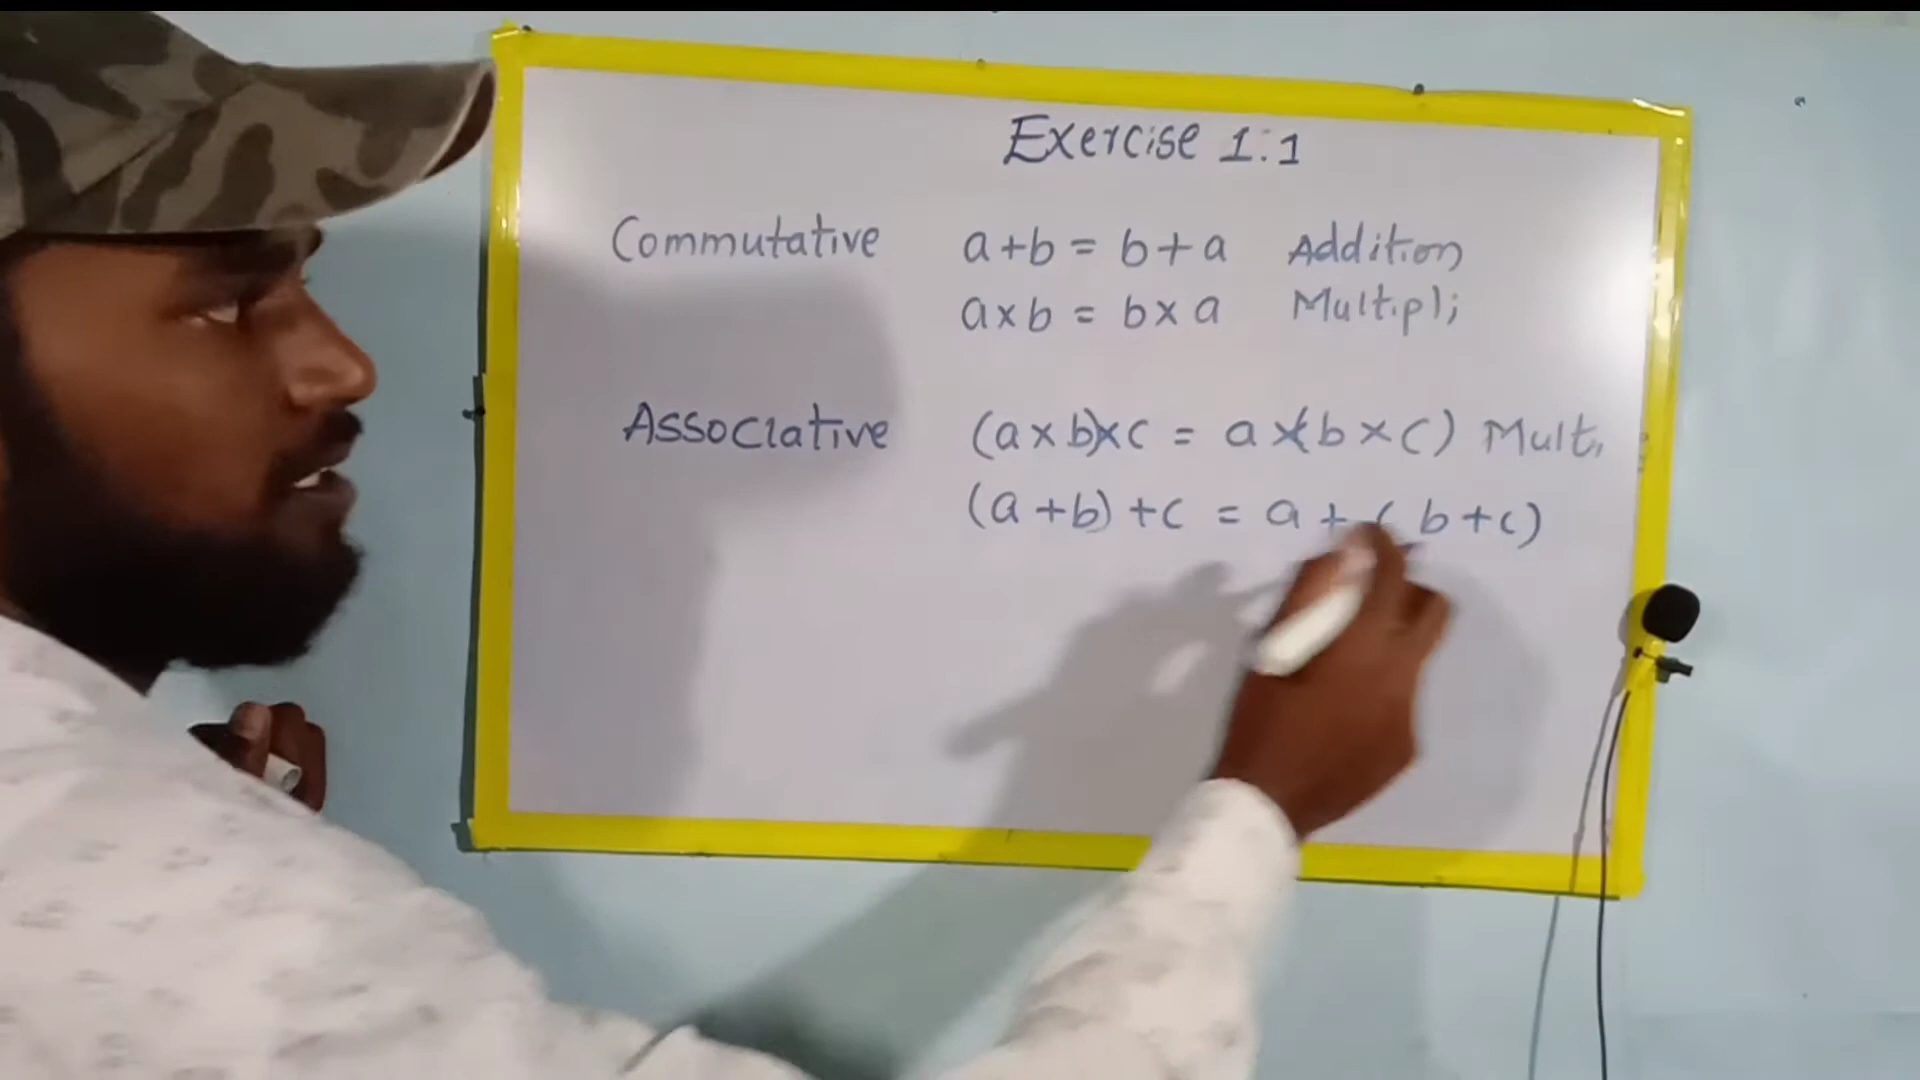 Exercise 1:1
Commutative a+b = b+a Addition
a×b = b×a Multipli
Associative (a×b)×c = a×(b×c) Mult.
(a+b)+c = a+(b+c)